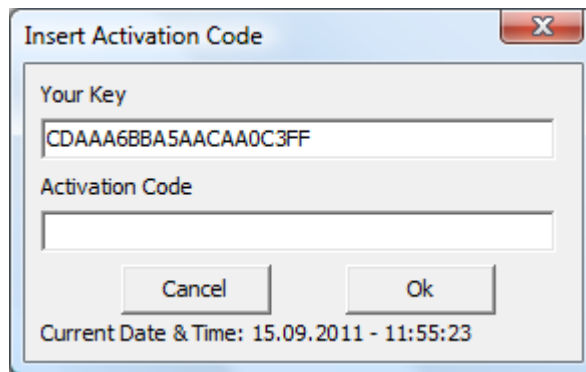 Insert Activation Code
Your Key
CDAAA6BBA5AACAA0C3FF
Activation Code
Cancel Ok
Current Date & Time: 15.09.2011 - 11:55:23